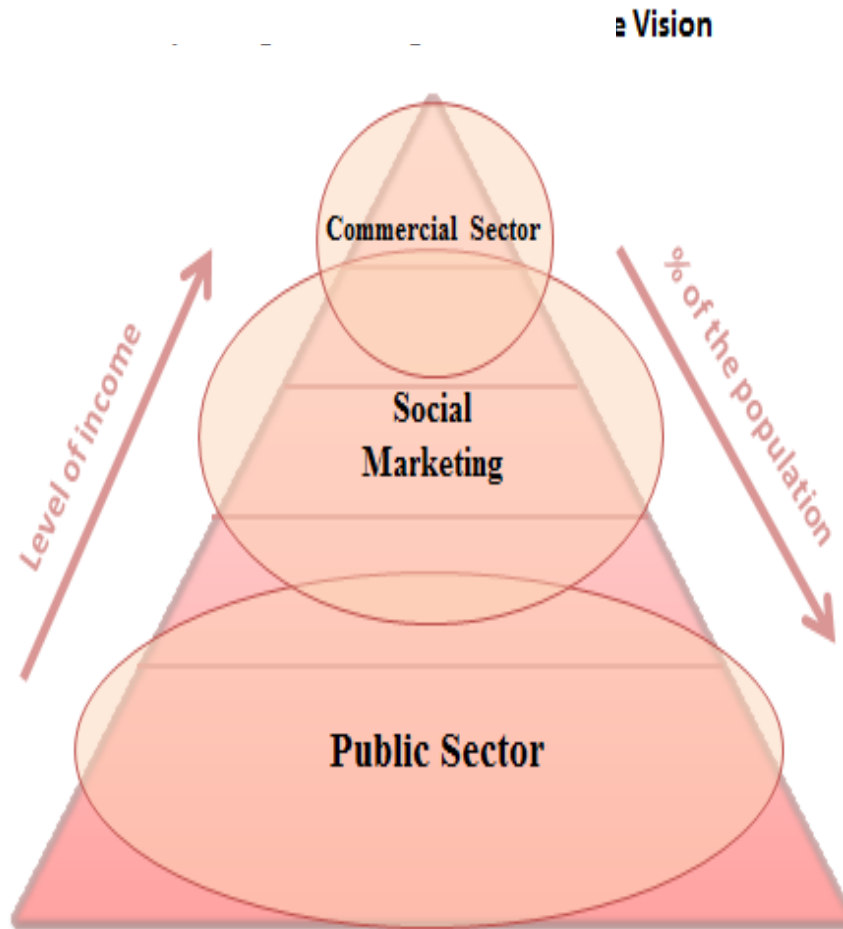 e Vision
Commercial Sector
Level of income
% of the population
Social
Marketing
Public Sector